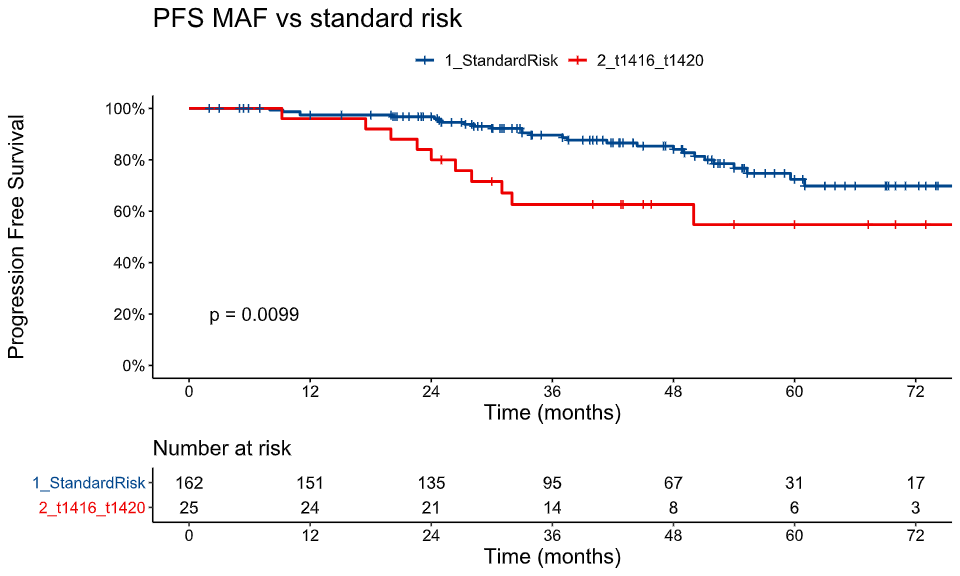 PFS MAF vs standard risk
1_StandardRisk 2_t1416_t1420
Progression Free Survival
100%
80%
60%
40%
20%
0%
p = 0.0099
0 12 24 36 48 60 72
Time (months)
Number at risk
1_StandardRisk 162 151 135 95 67 31 17
2_t1416_t1420 25 24 21 14 8 6 3
0 12 24 36 48 60 72
Time (months)